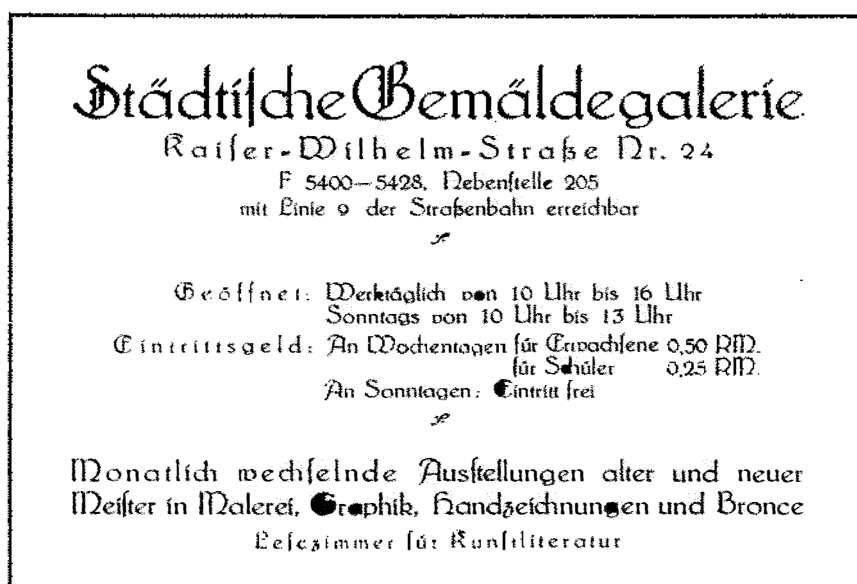 Städtische Gemäldegalerie
Kaiser-Wilhelm-Straße Nr. 24
F 5400—5428, Nebenstelle 205
mit Linie 9 der Straßenbahn erreichbar
Geöffnet: Werktäglich von 10 Uhr bis 16 Uhr
Sonntags von 10 Uhr bis 13 Uhr
Eintrittsgeld: An Wochentagen für Erwachsene 0,50 RM.
für Schüler 0,25 RM.
An Sonntagen: Eintritt frei
Monatlich wechselnde Ausstellungen alter und neuer
Meister in Malerei, Graphik, Handzeichnungen und Bronce
Lesezimmer für Kunstliteratur